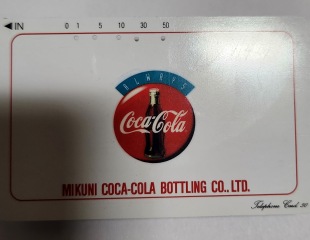 ◀IN 0 1 5 10 30 50
ALWAYS
Coca-Cola
MIKUNI COCA-COLA BOTTLING CO., LTD.
Telephone Card 50